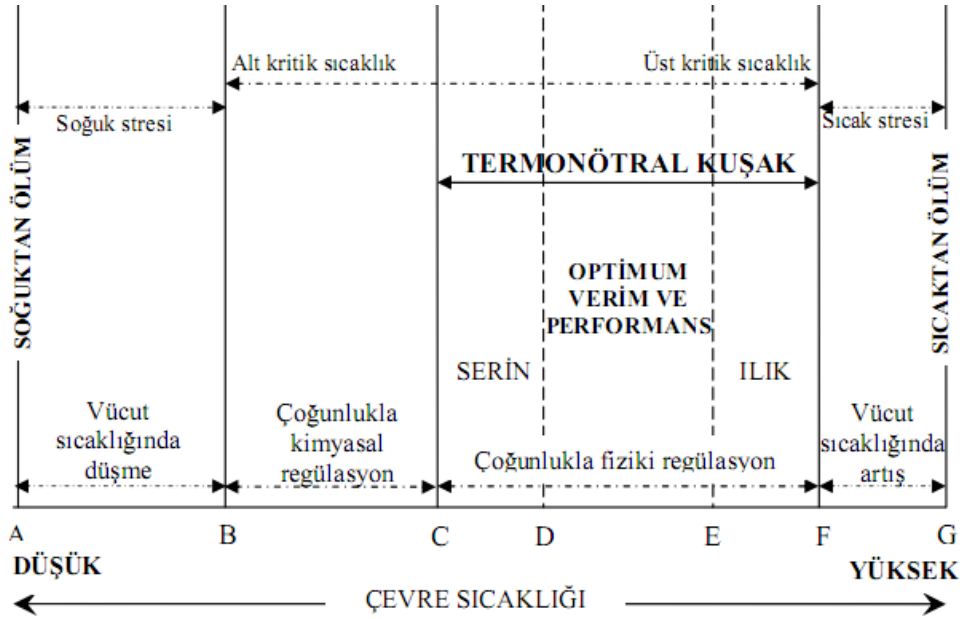 Alt kritik sıcaklık
Üst kritik sıcaklık
Soğuk stresi
Sıcak stresi
SOĞUKTAN ÖLÜM
TERMONÖTRAL KUŞAK
SICAKTAN ÖLÜM
OPTİMUM
VERİM VE
PERFORMANS
SERİN
ILIK
Vücut
sıcaklığında
düşme
Çoğunlukla
kimyasal
regülasyon
Çoğunlukla fiziki regülasyon
Vücut
sıcaklığında
artış
A
B
C
D
E
F
G
DÜŞÜK
YÜKSEK
ÇEVRE SICAKLIĞI